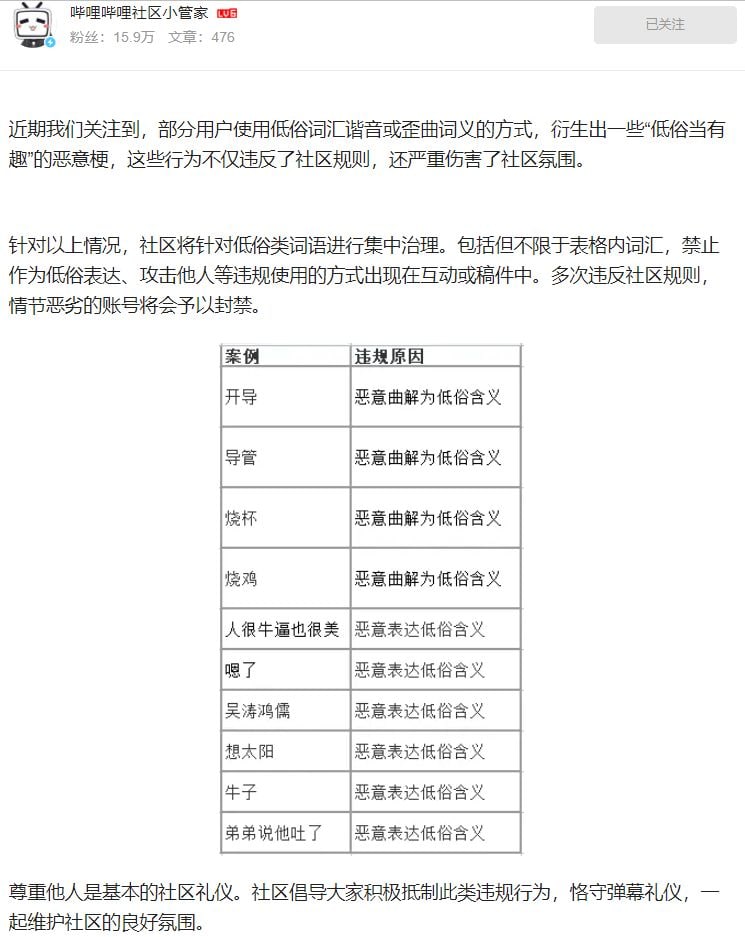 哔哩哔哩社区小管家 LV6
粉丝：15.9万 文章：476
已关注
近期我们关注到，部分用户使用低俗词汇谐音或歪曲词义的方式，衍生出一些“低俗当有
趣”的恶意梗，这些行为不仅违反了社区规则，还严重伤害了社区氛围。
针对以上情况，社区将针对低俗类词语进行集中治理。包括但不限于表格内词汇，禁止
作为低俗表达、攻击他人等违规使用的方式出现在互动或稿件中。多次违反社区规则，
情节恶劣的账号将会予以封禁。
案例 违规原因
开导 恶意曲解为低俗含义
导管 恶意曲解为低俗含义
烧杯 恶意曲解为低俗含义
烧鸡 恶意曲解为低俗含义
人很牛逼也很美 恶意表达低俗含义
嗯了 恶意表达低俗含义
吴涛鸿儒 恶意表达低俗含义
想太阳 恶意表达低俗含义
牛子 恶意表达低俗含义
弟弟说他吐了 恶意表达低俗含义
尊重他人是基本的社区礼仪。社区倡导大家积极抵制此类违规行为，恪守弹幕礼仪，一
起维护社区的良好氛围。